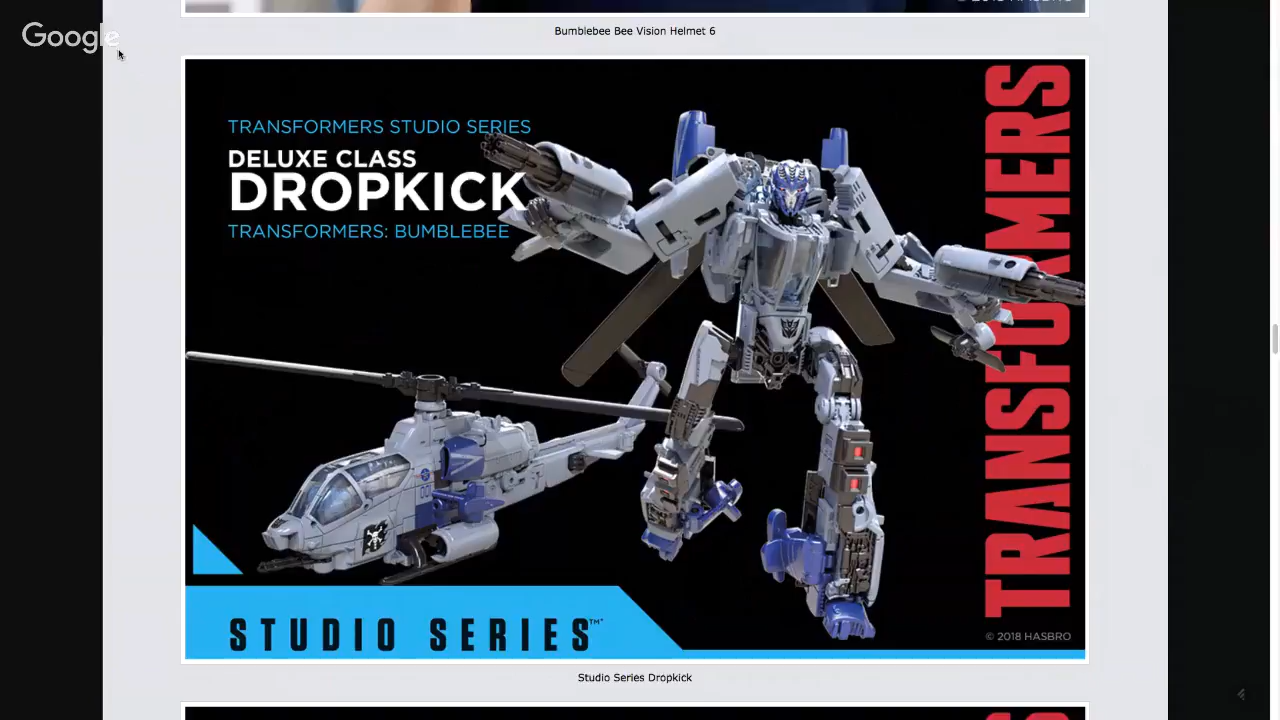 Google
Bumblebee Bee Vision Helmet 6
TRANSFORMERS STUDIO SERIES
DELUXE CLASS
DROPKICK
TRANSFORMERS: BUMBLEBEE
TRANSFORMERS
STUDIO SERIES™
© 2018 HASBRO
Studio Series Dropkick